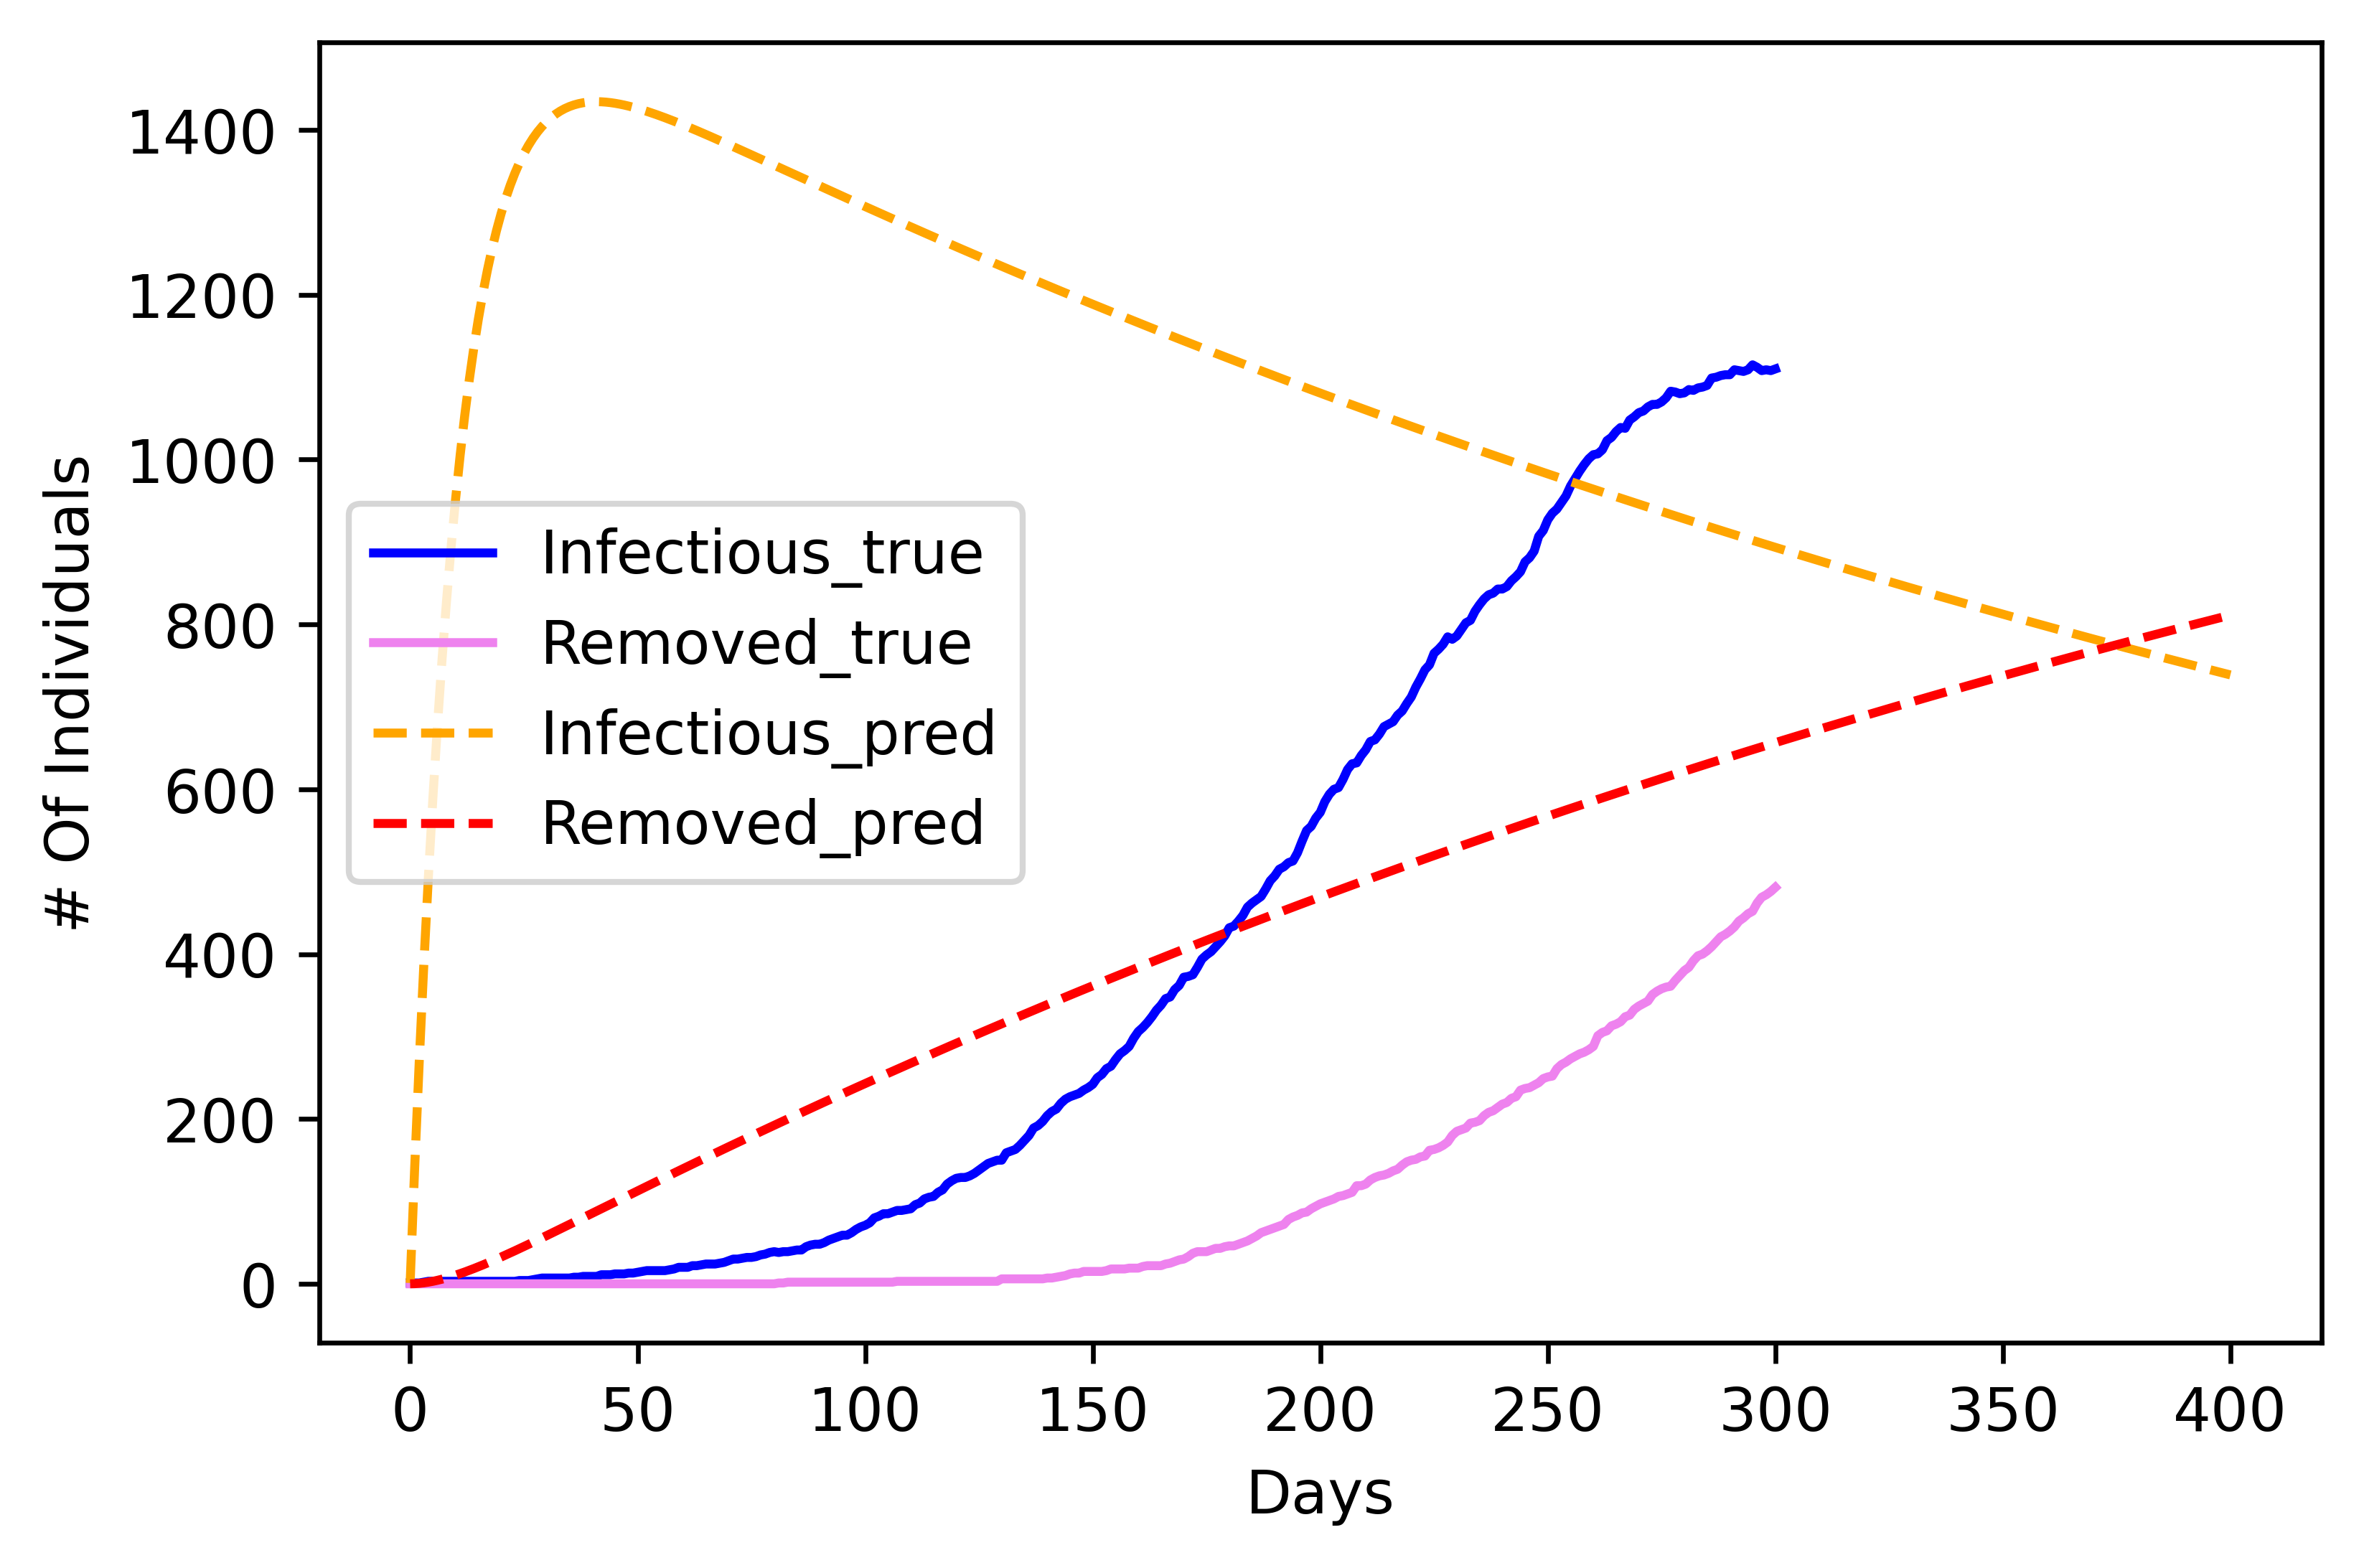 # Of Individuals
1400
1200
1000
800
600
400
200
0
Infectious_true
Removed_true
Infectious_pred
Removed_pred
0 50 100 150 200 250 300 350 400
Days